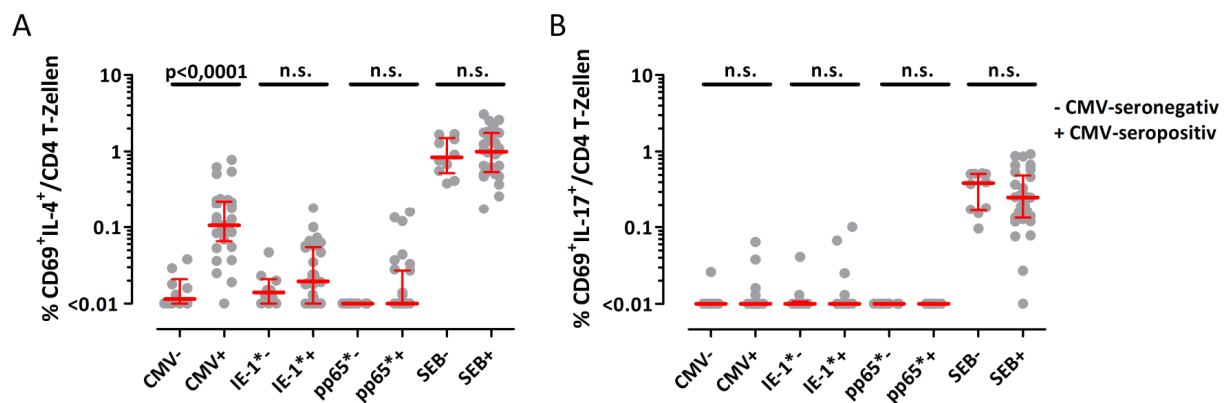 A
% CD69⁺IL-4⁺/CD4 T-Zellen
p<0,0001 n.s. n.s. n.s.
10
1
0.1
<0.01
CMV- CMV+ IE-1*- IE-1*+ pp65*- pp65*+ SEB- SEB+
B
% CD69⁺IL-17⁺/CD4 T-Zellen
n.s. n.s. n.s. n.s.
10
1
0.1
<0.01
CMV- CMV+ IE-1*- IE-1*+ pp65*- pp65*+ SEB- SEB+
- CMV-seronegativ
+ CMV-seropositiv